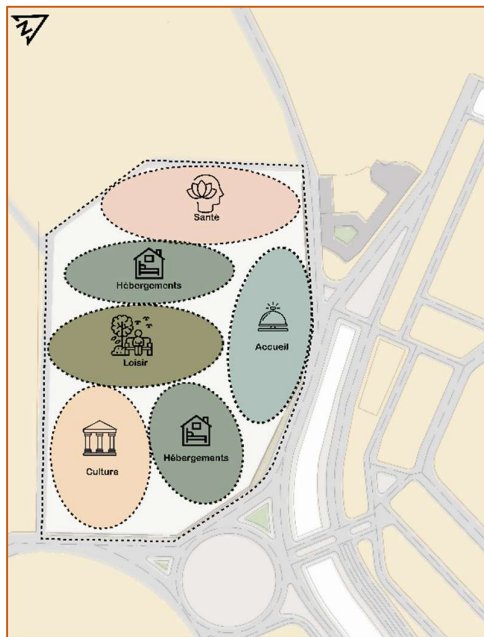 N
Santé
Hébergements
Accueil
Loisir
Culture
Hébergements